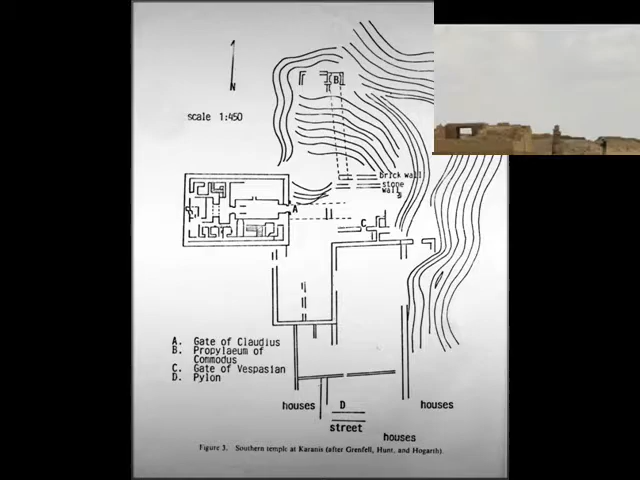 N
scale 1:450
B
brick wall
stone
wall
A
C
A. Gate of Claudius
B. Propylaeum of
Commodus
C. Gate of Vespasian
D. Pylon
houses
D
houses
street
houses
Figure 3. Southern temple at Karanis (after Grenfell, Hunt, and Hogarth).